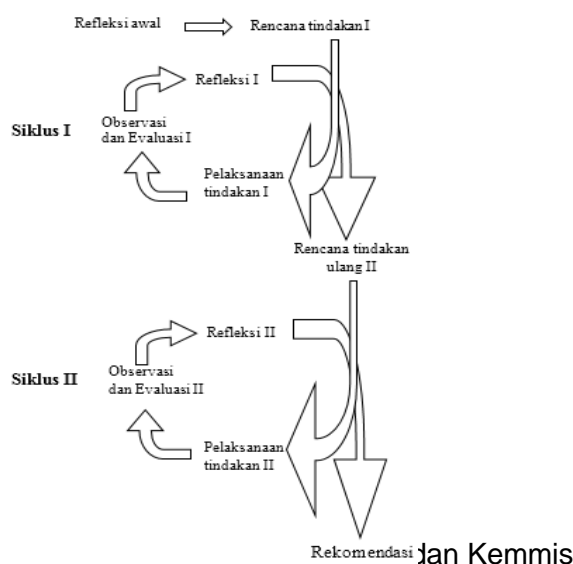 Refleksi awal
Rencana tindakan I
Refleksi I
Siklus I
Observasi
dan Evaluasi I
Pelaksanaan
tindakan I
Rencana tindakan
ulang II
Refleksi II
Siklus II
Observasi
dan Evaluasi II
Pelaksanaan
tindakan II
Rekomendasi dan Kemmis